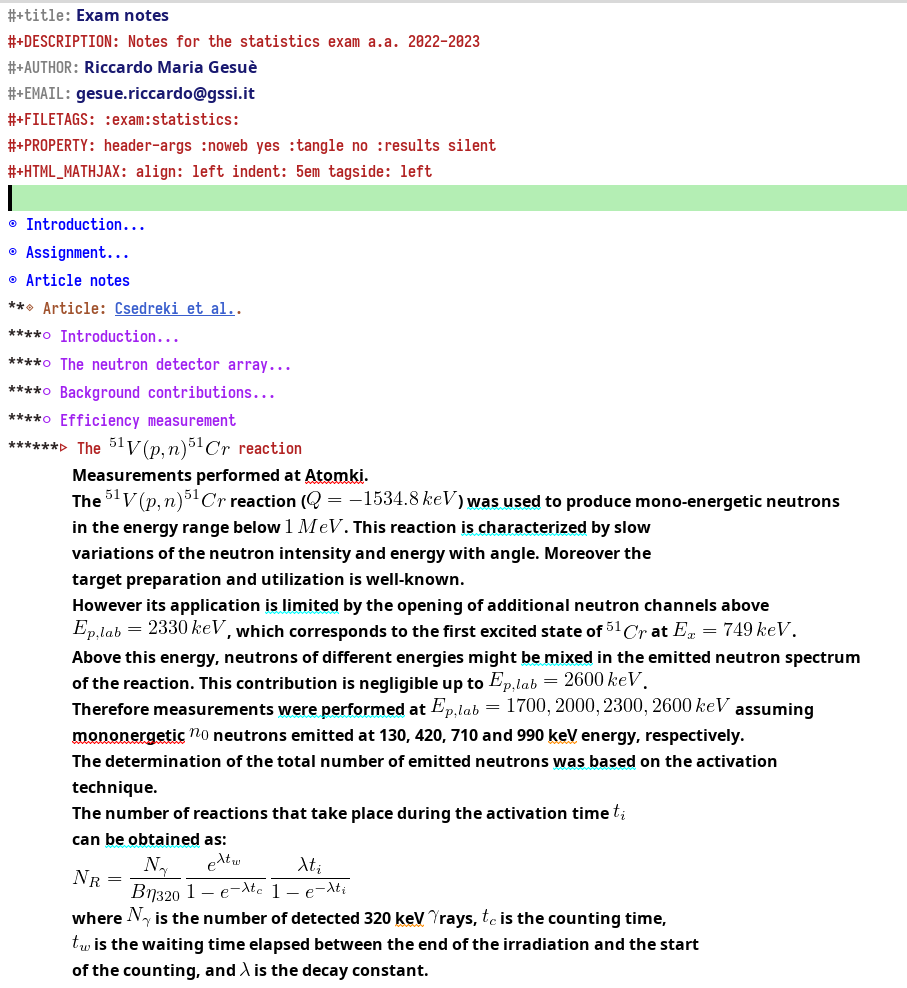 #+title: Exam notes
#+DESCRIPTION: Notes for the statistics exam a.a. 2022-2023
#+AUTHOR: Riccardo Maria Gesuè
#+EMAIL: gesue.riccardo@gssi.it
#+FILETAGS: :exam:statistics:
#+PROPERTY: header-args :noweb yes :tangle no :results silent
#+HTML_MATHJAX: align: left indent: 5em tagside: left
Introduction...
Assignment...
Article notes
** Article: Csedreki et al..
**** Introduction...
**** The neutron detector array...
**** Background contributions...
**** Efficiency measurement
****** The $^{51}V(p,n)^{51}Cr$ reaction
Measurements performed at Atomki.
The $^{51}V(p,n)^{51}Cr$ reaction ($Q = -1534.8\,keV$) was used to produce mono-energetic neutrons
in the energy range below $1\,MeV$. This reaction is characterized by slow
variations of the neutron intensity and energy with angle. Moreover the
target preparation and utilization is well-known.
However its application is limited by the opening of additional neutron channels above
$E_{p,lab} = 2330\,keV$, which corresponds to the first excited state of $^{51}Cr$ at $E_x = 749\,keV$.
Above this energy, neutrons of different energies might be mixed in the emitted neutron spectrum
of the reaction. This contribution is negligible up to $E_{p,lab} = 2600\,keV$.
Therefore measurements were performed at $E_{p,lab} = 1700, 2000, 2300, 2600\,keV$ assuming
mononergetic $n_0$ neutrons emitted at 130, 420, 710 and 990 keV energy, respectively.
The determination of the total number of emitted neutrons was based on the activation
technique.
The number of reactions that take place during the activation time $t_i$
can be obtained as:
$N_R = \frac{N_\gamma}{B\eta_{320}} \frac{e^{\lambda t_w}}{1 - e^{-\lambda t_c}} \frac{\lambda t_i}{1 - e^{-\lambda t_i}}$
where $N_\gamma$ is the number of detected 320 keV $\gamma$rays, $t_c$ is the counting time,
$t_w$ is the waiting time elapsed between the end of the irradiation and the start
of the counting, and $\lambda$ is the decay constant.